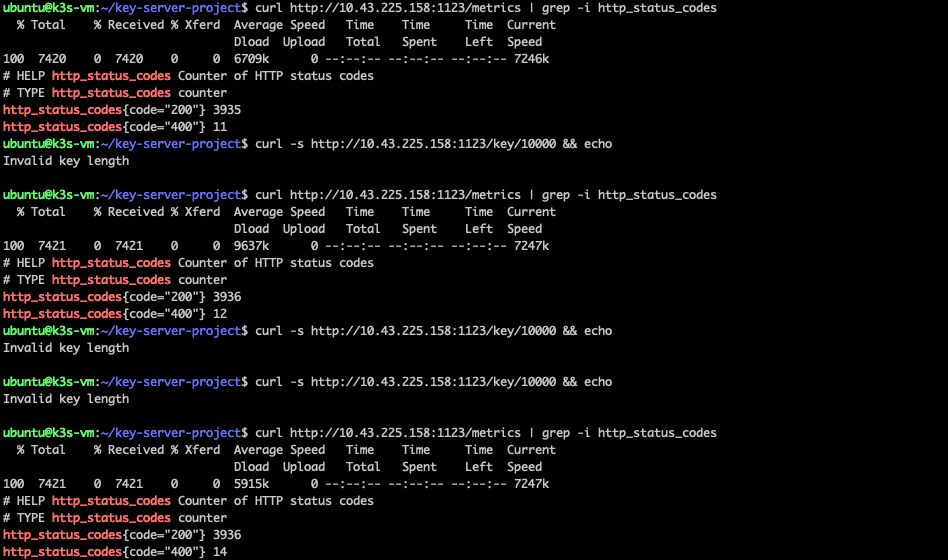 ubuntu@k3s-vm:~/key-server-project$ curl http://10.43.225.158:1123/metrics | grep -i http_status_codes
  % Total    % Received % Xferd  Average Speed   Time    Time     Time  Current
                                 Dload  Upload   Total   Spent    Left  Speed
100  7420    0  7420    0     0  6709k      0 --:--:-- --:--:-- --:--:-- 7246k
# HELP http_status_codes Counter of HTTP status codes
# TYPE http_status_codes counter
http_status_codes{code="200"} 3935
http_status_codes{code="400"} 11
ubuntu@k3s-vm:~/key-server-project$ curl -s http://10.43.225.158:1123/key/10000 && echo
Invalid key length

ubuntu@k3s-vm:~/key-server-project$ curl http://10.43.225.158:1123/metrics | grep -i http_status_codes
  % Total    % Received % Xferd  Average Speed   Time    Time     Time  Current
                                 Dload  Upload   Total   Spent    Left  Speed
100  7421    0  7421    0     0  9637k      0 --:--:-- --:--:-- --:--:-- 7247k
# HELP http_status_codes Counter of HTTP status codes
# TYPE http_status_codes counter
http_status_codes{code="200"} 3936
http_status_codes{code="400"} 12
ubuntu@k3s-vm:~/key-server-project$ curl -s http://10.43.225.158:1123/key/10000 && echo
Invalid key length

ubuntu@k3s-vm:~/key-server-project$ curl -s http://10.43.225.158:1123/key/10000 && echo
Invalid key length

ubuntu@k3s-vm:~/key-server-project$ curl http://10.43.225.158:1123/metrics | grep -i http_status_codes
  % Total    % Received % Xferd  Average Speed   Time    Time     Time  Current
                                 Dload  Upload   Total   Spent    Left  Speed
100  7421    0  7421    0     0  5915k      0 --:--:-- --:--:-- --:--:-- 7247k
# HELP http_status_codes Counter of HTTP status codes
# TYPE http_status_codes counter
http_status_codes{code="200"} 3936
http_status_codes{code="400"} 14